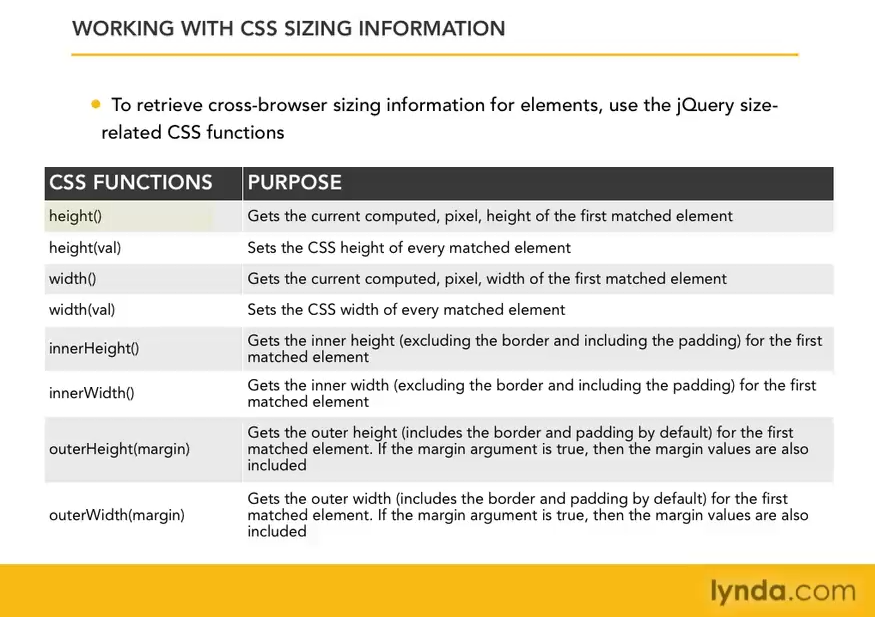 WORKING WITH CSS SIZING INFORMATION
To retrieve cross-browser sizing information for elements, use the jQuery size-
related CSS functions
CSS FUNCTIONS PURPOSE
height() Gets the current computed, pixel, height of the first matched element
height(val) Sets the CSS height of every matched element
width() Gets the current computed, pixel, width of the first matched element
width(val) Sets the CSS width of every matched element
innerHeight() Gets the inner height (excluding the border and including the padding) for the first
matched element
innerWidth() Gets the inner width (excluding the border and including the padding) for the first
matched element
outerHeight(margin) Gets the outer height (includes the border and padding by default) for the first
matched element. If the margin argument is true, then the margin values are also
included
outerWidth(margin) Gets the outer width (includes the border and padding by default) for the first
matched element. If the margin argument is true, then the margin values are also
included
lynda.com